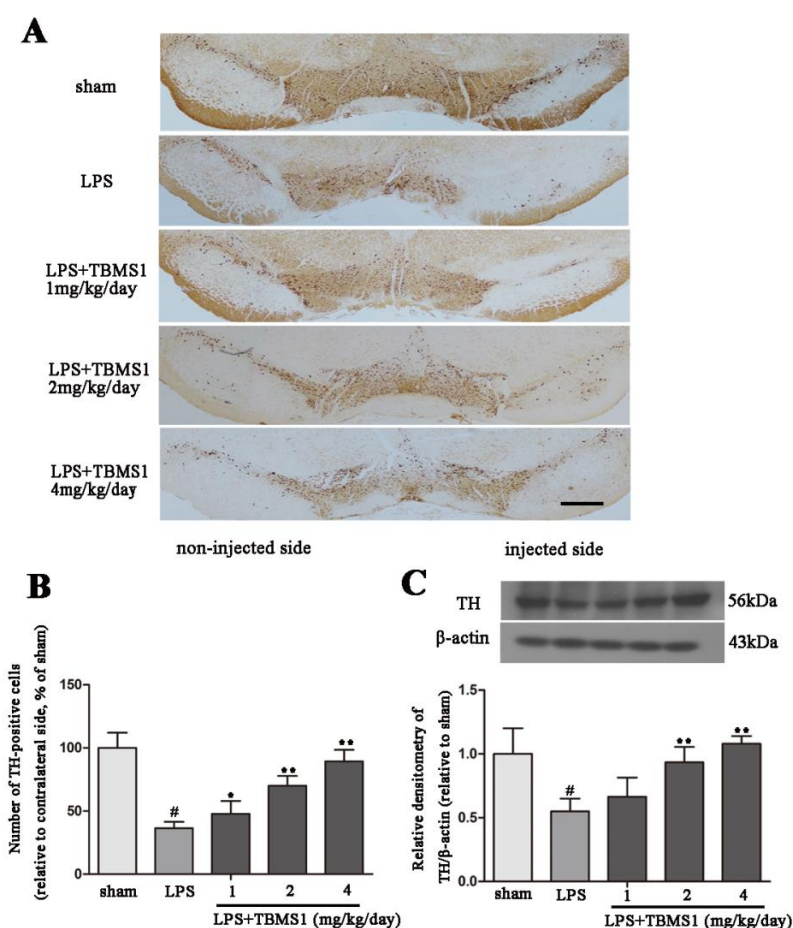 A
sham
LPS
LPS+TBMS1
1mg/kg/day
LPS+TBMS1
2mg/kg/day
LPS+TBMS1
4mg/kg/day
non-injected side
injected side
B
Number of TH-positive cells
(relative to contralateral side, % of sham)
150
100
50
0
#
*
**
**
sham
LPS
1
2
4
LPS+TBMS1 (mg/kg/day)
C
TH
56kDa
β-actin
43kDa
Relative densitometry of
TH/β-actin (relative to sham)
1.5
1.0
0.5
0.0
#
**
**
sham
LPS
1
2
4
LPS+TBMS1 (mg/kg/day)